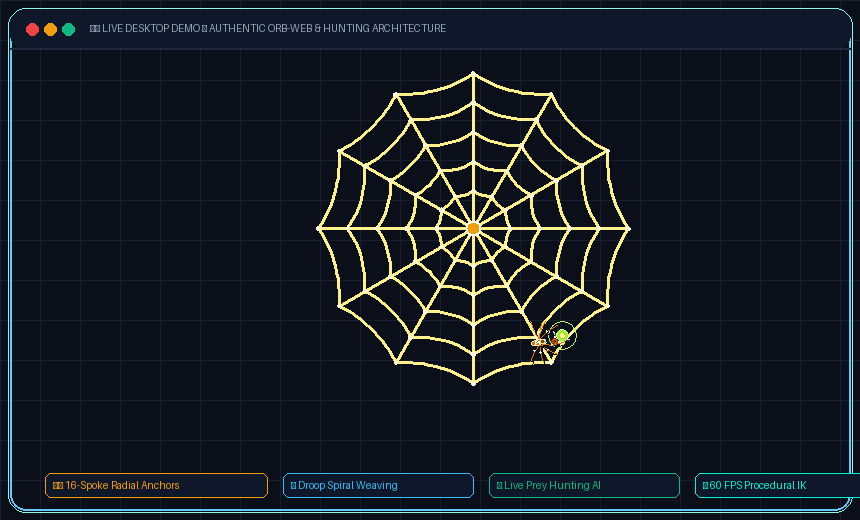 LIVE DESKTOP DEMO AUTHENTIC ORB-WEB & HUNTING ARCHITECTURE
16-Spoke Radial Anchors
Droop Spiral Weaving
Live Prey Hunting AI
60 FPS Procedural IK